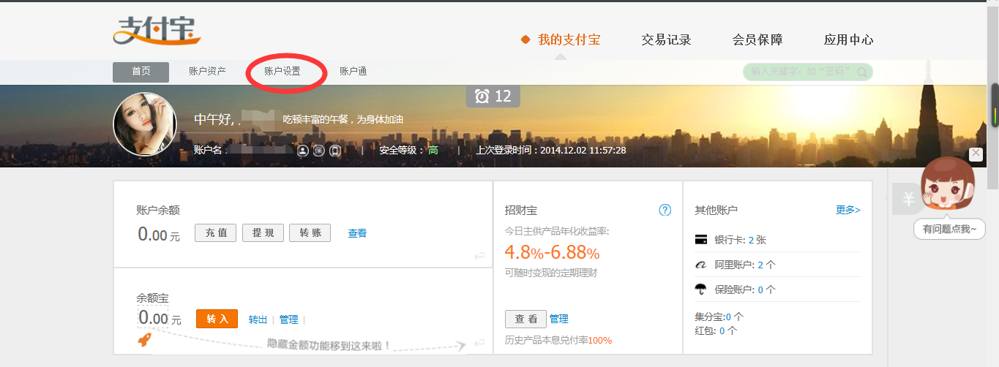 支付宝
我的支付宝 交易记录 会员保障 应用中心
首页 账户资产 账户设置 账户通 输入关键字，如“密码”
12
中午好, . 吃顿丰富的午餐，为身体加油
账户名： | 安全等级：高 | 上次登录时间：2014.12.02 11:57:28
账户余额
0.00 元 充 值 提 现 转 账 查看
余额宝
0.00 元 转 入 转出 | 管理 |
隐藏金额功能移到这来啦！
招财宝 ?
今日主供产品年化收益率:
4.8%-6.88%
可随时变现的定期理财
查 看 管理
历史产品本息兑付率100%
其他账户 更多>
银行卡: 2 张
阿里账户: 2 个
保险账户: 0 个
集分宝:0 个
红包: 0 个
¥
有问题点我~